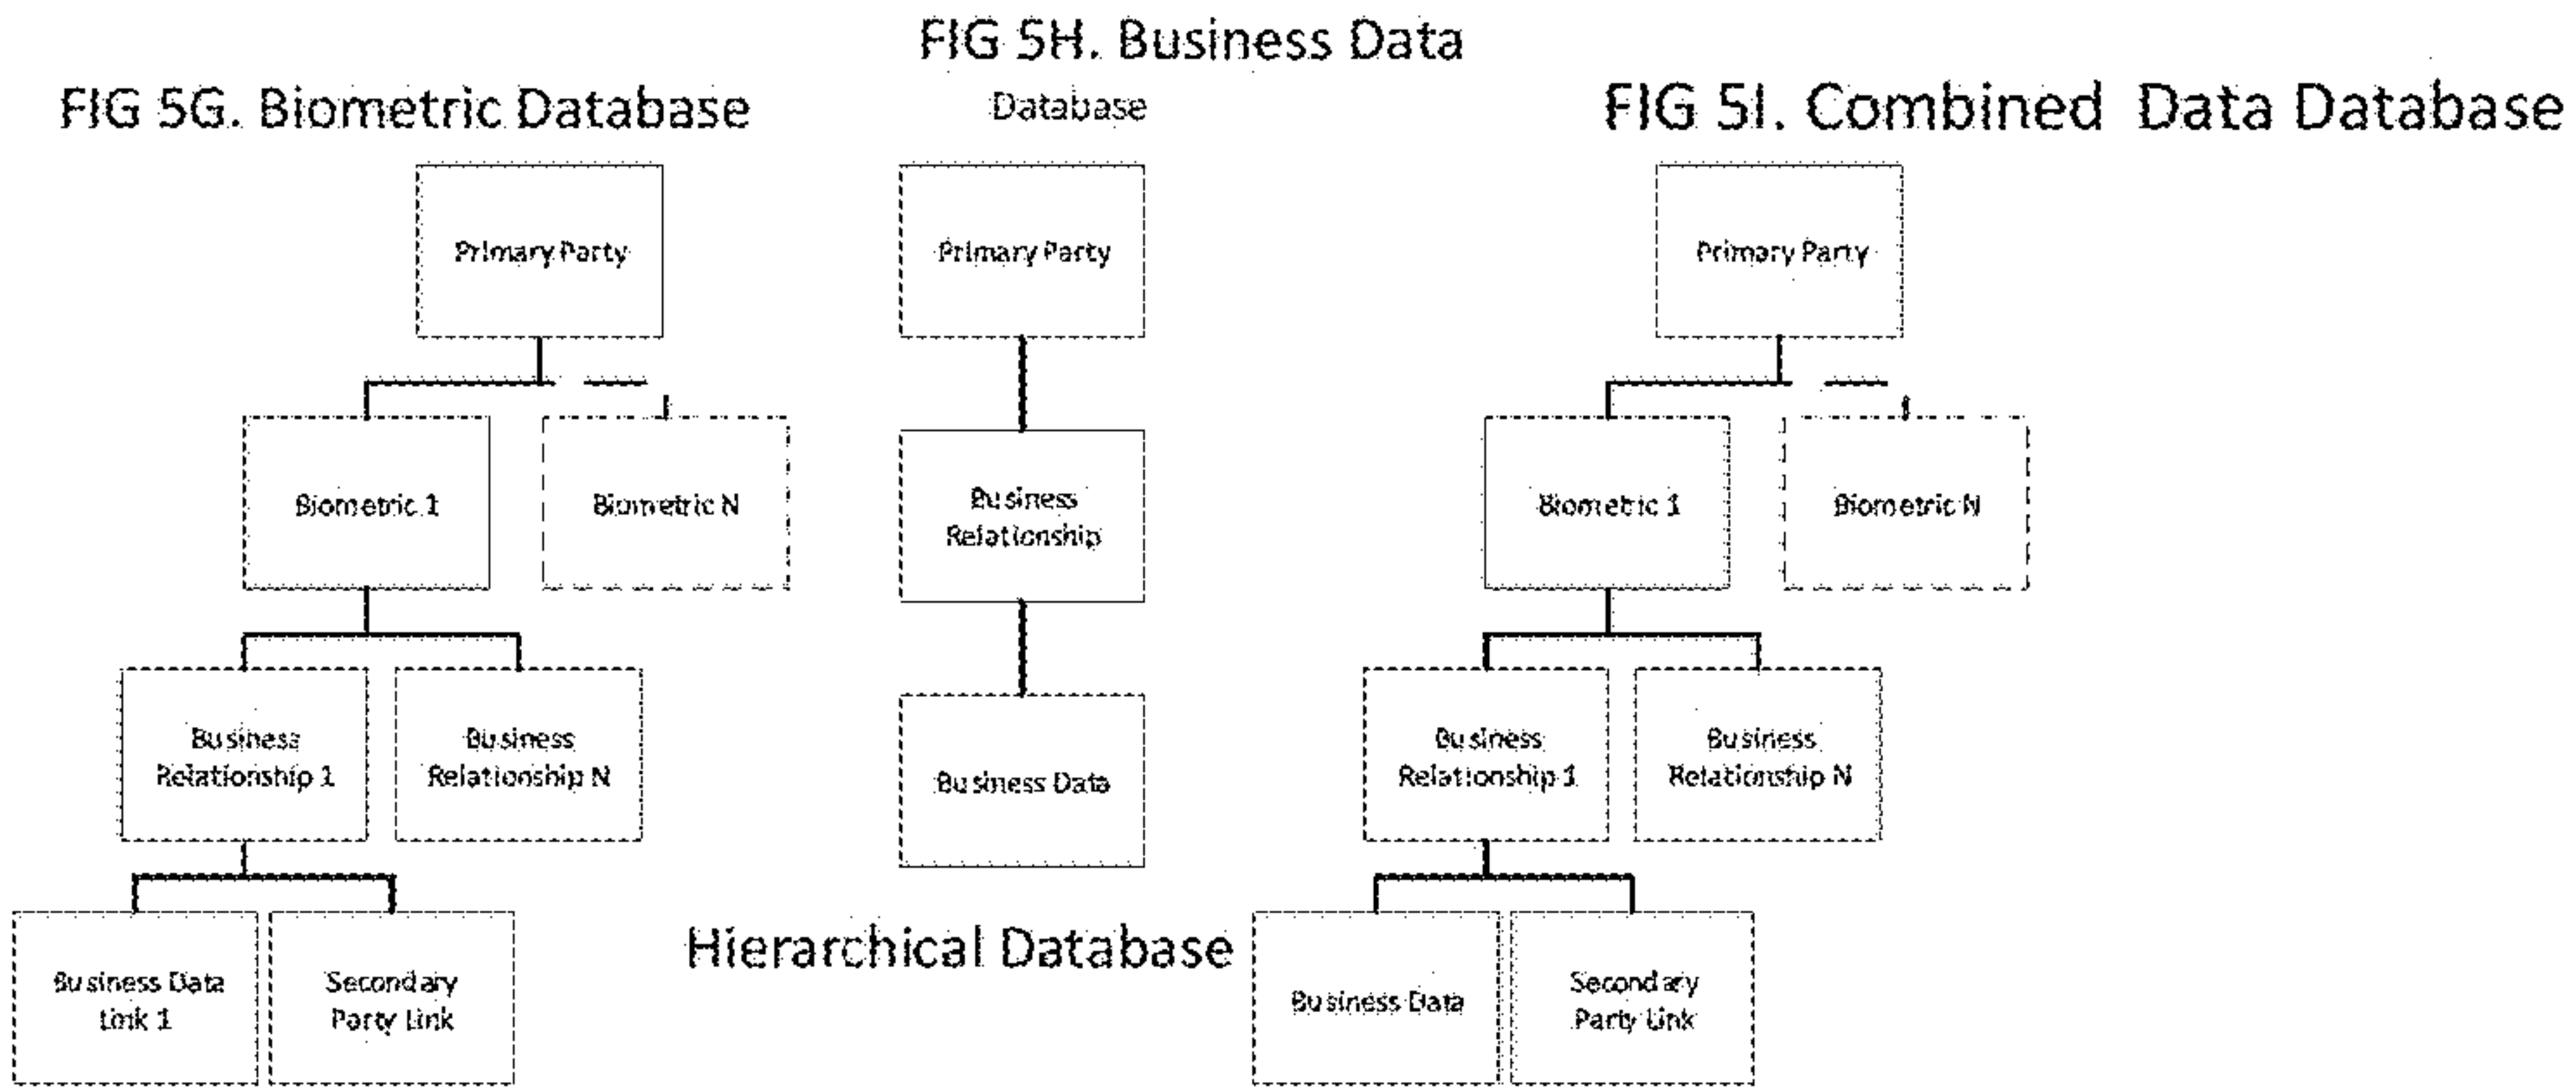 FIG 5G. Biometric Database
Primary Party
Biometric 1
Biometric N
Business
Relationship 1
Business
Relationship N
Business Data
Link 1
Secondary
Party Link
FIG 5H. Business Data
Database
Primary Party
Business
Relationship
Business Data
Hierarchical Database
FIG 5I. Combined Data Database
Primary Party
Biometric 1
Biometric N
Business
Relationship 1
Business
Relationship N
Business Data
Secondary
Party Link